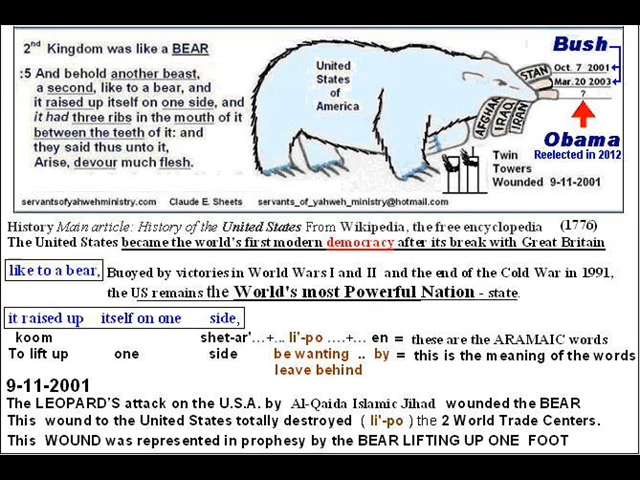 2nd Kingdom was like a BEAR
:5 And behold another beast,
a second, like to a bear, and
it raised up itself on one side, and
it had three ribs in the mouth of it
between the teeth of it: and
they said thus unto it,
Arise, devour much flesh.
United
States
of
America
STAN
AFGHAN
IRAQ
IRAN
Bush
Oct. 7 2001
Mar. 20 2003
?
Obama
Reelected in 2012
Twin
Towers
Wounded 9-11-2001
servantsofyahwehministry.com Claude E. Sheets servants_of_yahweh_ministry@hotmail.com
History Main article: History of the United States From Wikipedia, the free encyclopedia (1776)
The United States became the world's first modern democracy after its break with Great Britain
like to a bear, Buoyed by victories in World Wars I and II and the end of the Cold War in 1991,
the US remains the World's most Powerful Nation - state.
it raised up itself on one side,
koom shet-ar'...+... li'-po ....+... en = these are the ARAMAIC words
To lift up one side be wanting .. by = this is the meaning of the words
leave behind
9-11-2001
The LEOPARD'S attack on the U.S.A. by Al-Qaida Islamic Jihad wounded the BEAR
This wound to the United States totally destroyed ( li'-po ) the 2 World Trade Centers.
This WOUND was represented in prophesy by the BEAR LIFTING UP ONE FOOT